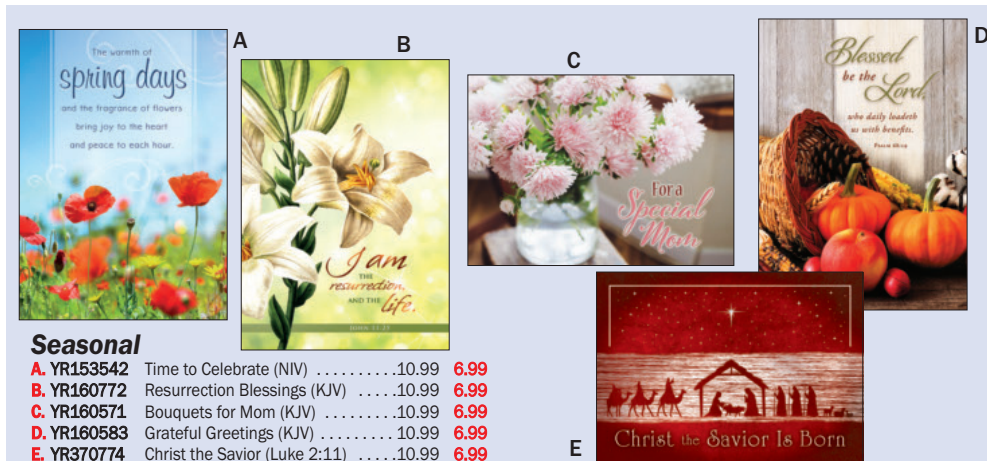 A
The warmth of
spring days
and the fragrance of flowers
bring joy to the heart
and peace to each hour.
B
I am
THE
resurrection,
AND THE
life.
JOHN 11:25
C
For a
Special
Mom
D
Blessed
be the
Lord,
who daily loadeth
us with benefits.
Psalm 68:19
Seasonal
A. YR153542 Time to Celebrate (NIV) ..........10.99 6.99
B. YR160772 Resurrection Blessings (KJV) ......10.99 6.99
C. YR160571 Bouquets for Mom (KJV) .........10.99 6.99
D. YR160583 Grateful Greetings (KJV) ..........10.99 6.99
E. YR370774 Christ the Savior (Luke 2:11) .....10.99 6.99
E
Christ the Savior Is Born